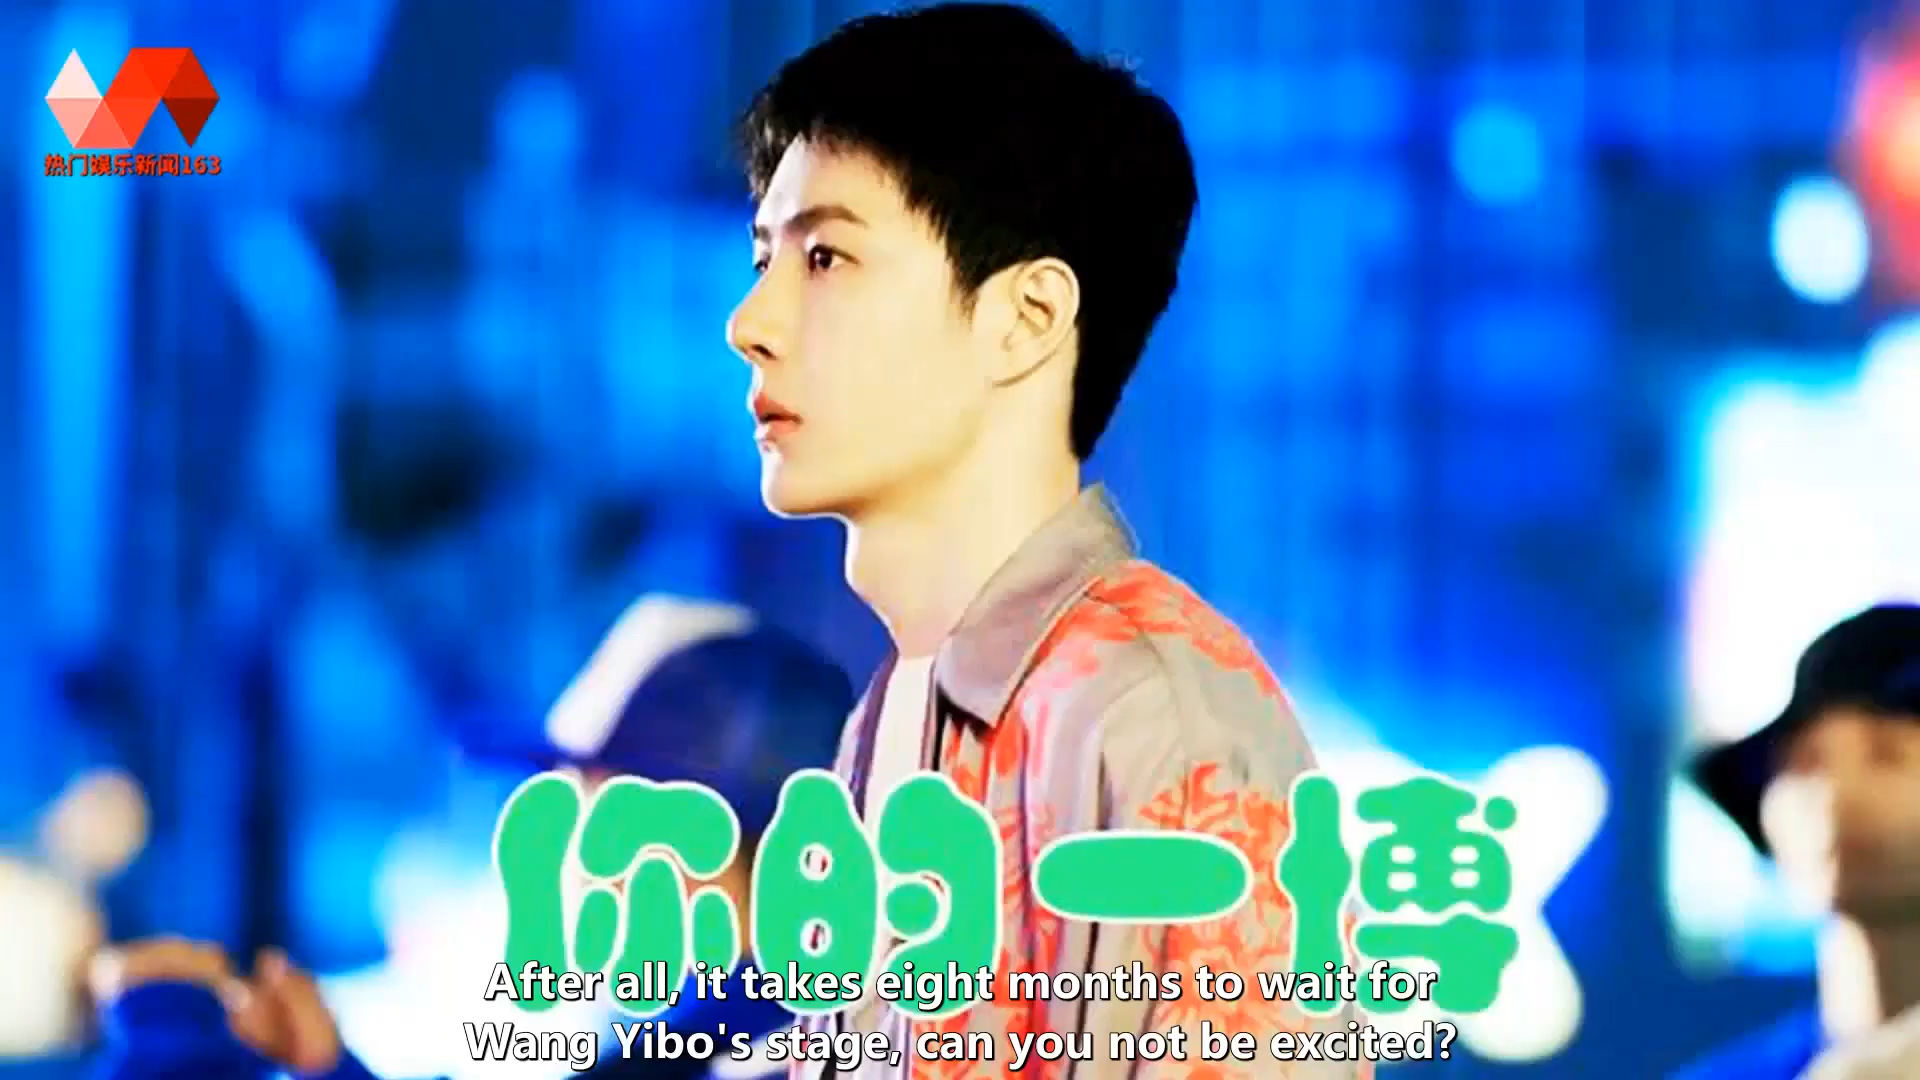 热门娱乐新闻163
你的一博
After all, it takes eight months to wait for
Wang Yibo's stage, can you not be excited?